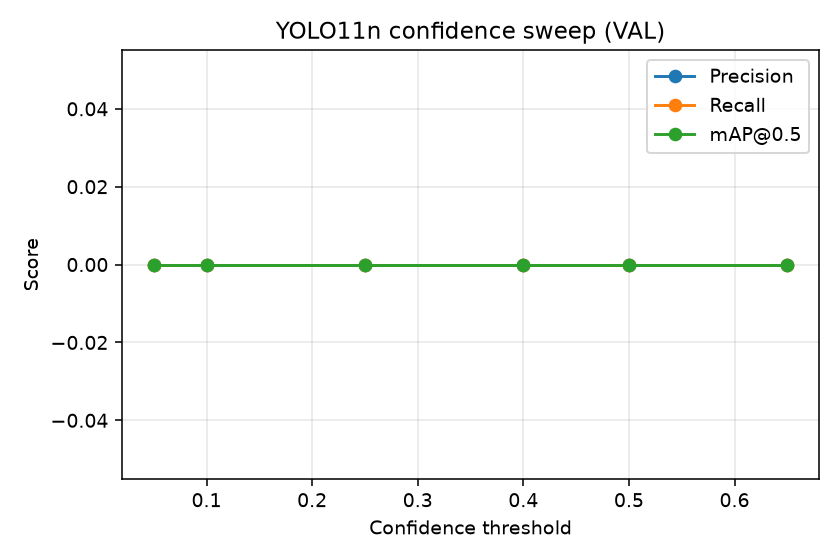 YOLO11n confidence sweep (VAL)
Precision
Recall
mAP@0.5
Score
0.04
0.02
0.00
−0.02
−0.04
0.1 0.2 0.3 0.4 0.5 0.6
Confidence threshold